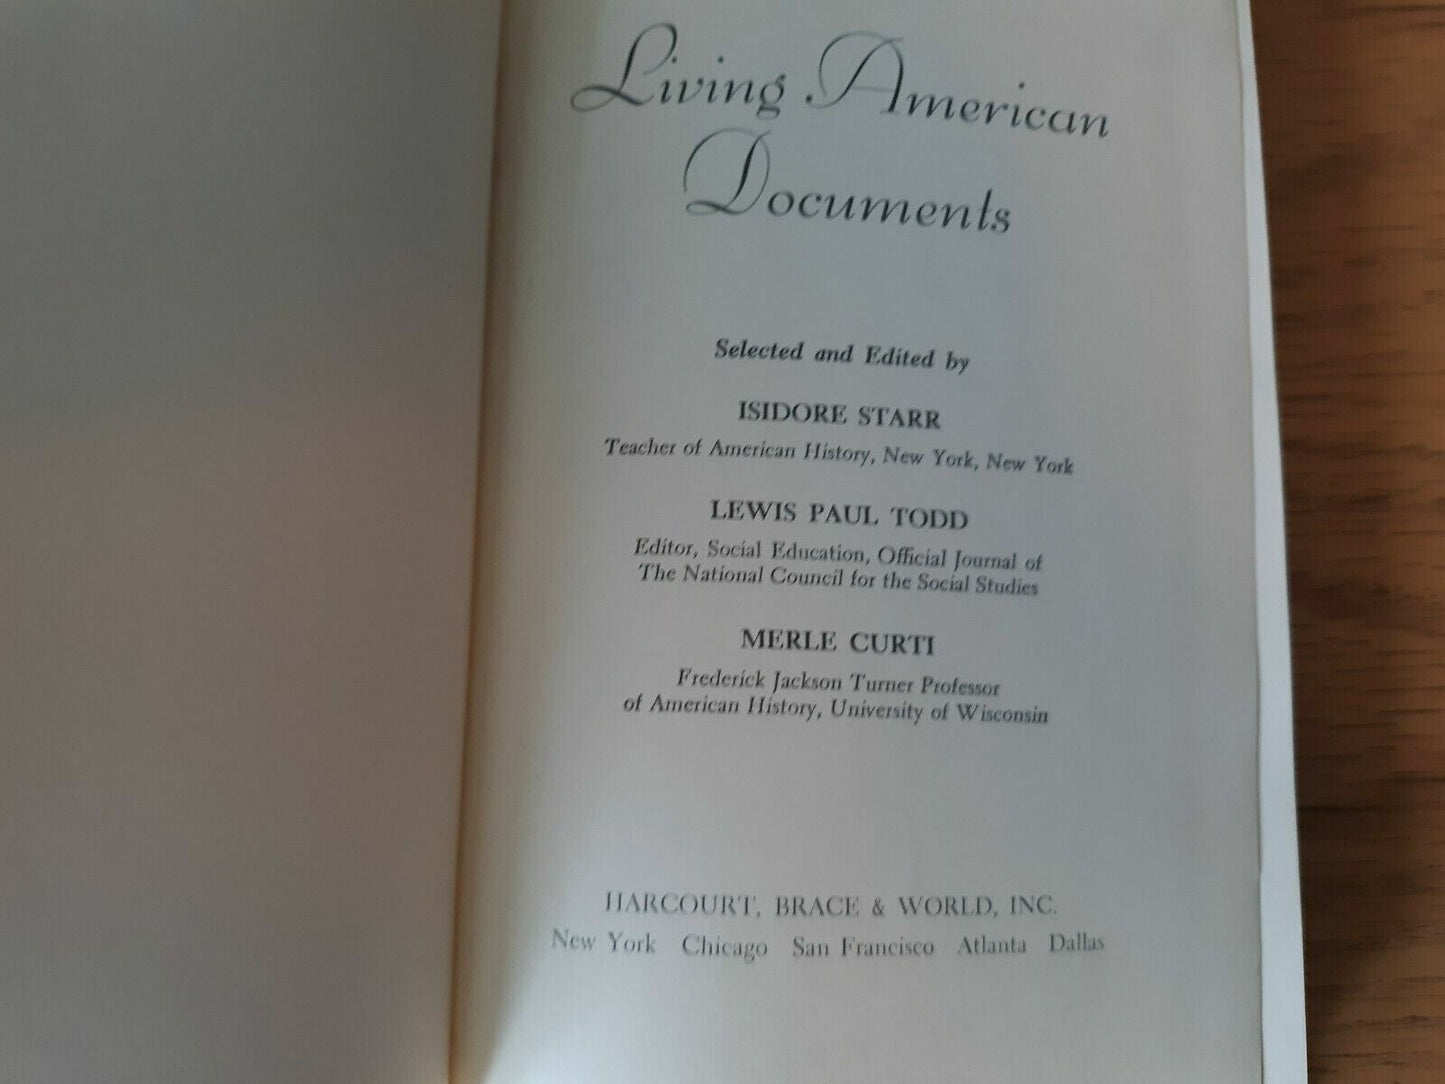 Living American
Documents
Selected and Edited by
ISIDORE STARR
Teacher of American History, New York, New York
LEWIS PAUL TODD
Editor, Social Education, Official Journal of
The National Council for the Social Studies
MERLE CURTI
Frederick Jackson Turner Professor
of American History, University of Wisconsin
HARCOURT, BRACE & WORLD, INC.
New York Chicago San Francisco Atlanta Dallas